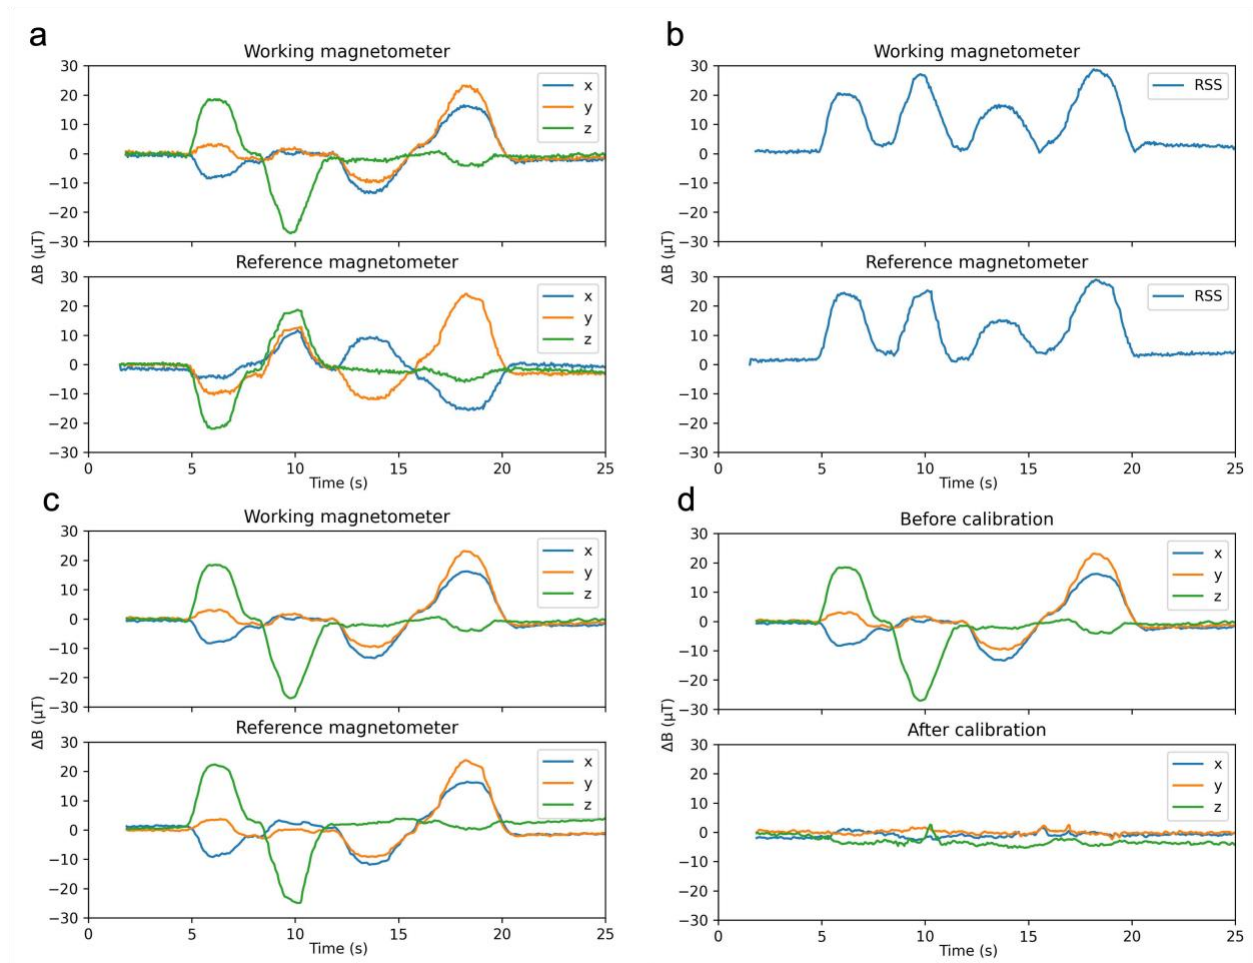 a
Working magnetometer
30
20
10
0
−10
−20
−30
x
y
z
ΔB (μT)
Reference magnetometer
30
20
10
0
−10
−20
−30
x
y
z
0 5 10 15 20 25
Time (s)
b
Working magnetometer
30
20
10
0
−10
−20
−30
RSS
ΔB (μT)
Reference magnetometer
30
20
10
0
−10
−20
−30
RSS
0 5 10 15 20 25
Time (s)
c
Working magnetometer
30
20
10
0
−10
−20
−30
x
y
z
ΔB (μT)
Reference magnetometer
30
20
10
0
−10
−20
−30
x
y
z
0 5 10 15 20 25
Time (s)
d
Before calibration
30
20
10
0
−10
−20
−30
x
y
z
ΔB (μT)
After calibration
30
20
10
0
−10
−20
−30
x
y
z
0 5 10 15 20 25
Time (s)